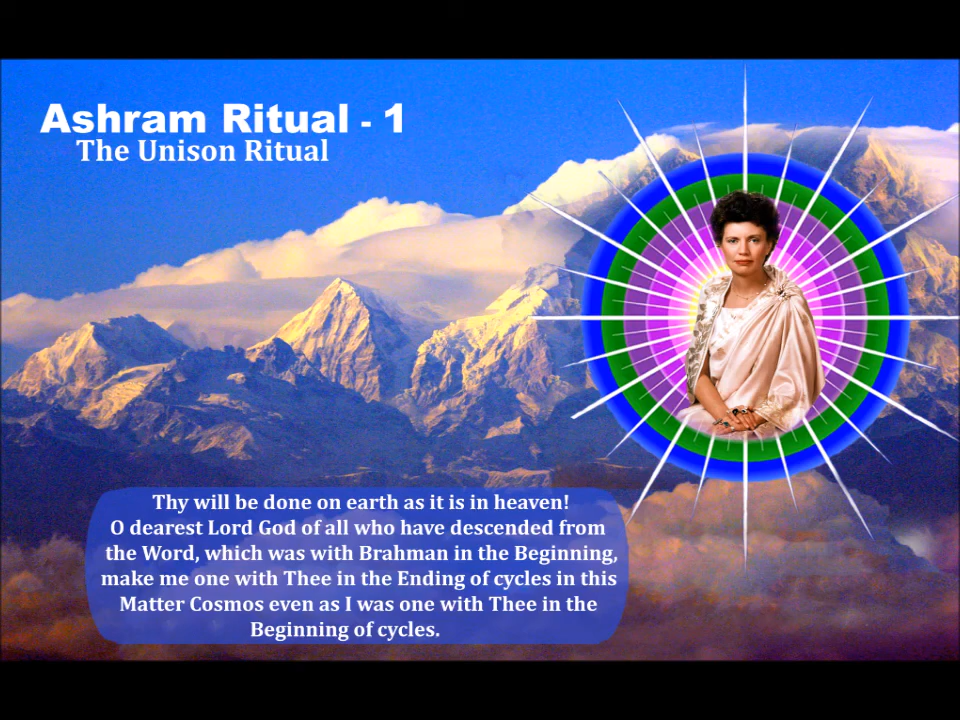 Ashram Ritual - 1
The Unison Ritual
Thy will be done on earth as it is in heaven!
O dearest Lord God of all who have descended from
the Word, which was with Brahman in the Beginning,
make me one with Thee in the Ending of cycles in this
Matter Cosmos even as I was one with Thee in the
Beginning of cycles.